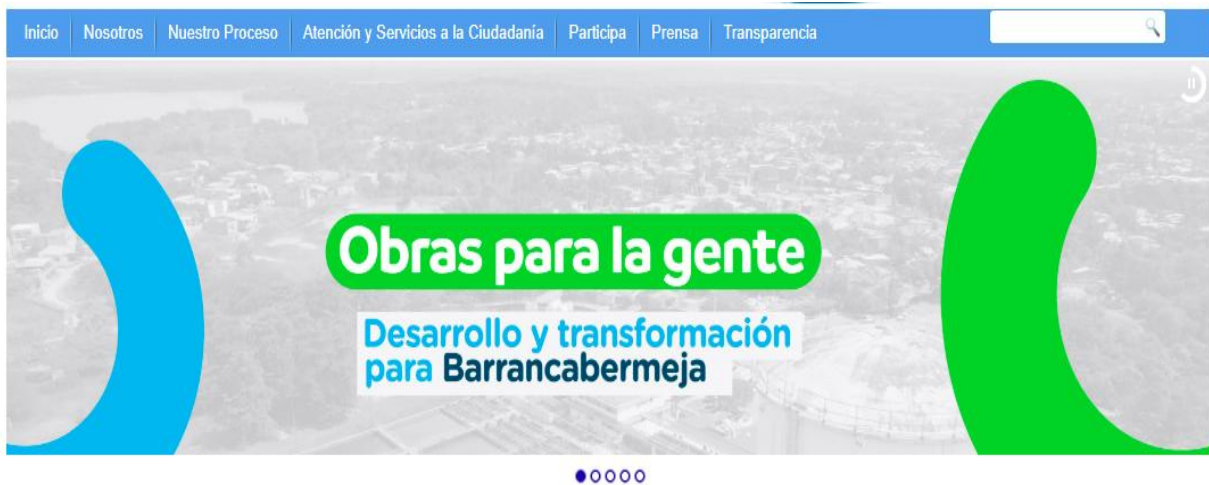 Inicio Nosotros Nuestro Proceso Atención y Servicios a la Ciudadanía Participa Prensa Transparencia
Obras para la gente
Desarrollo y transformación
para Barrancabermeja